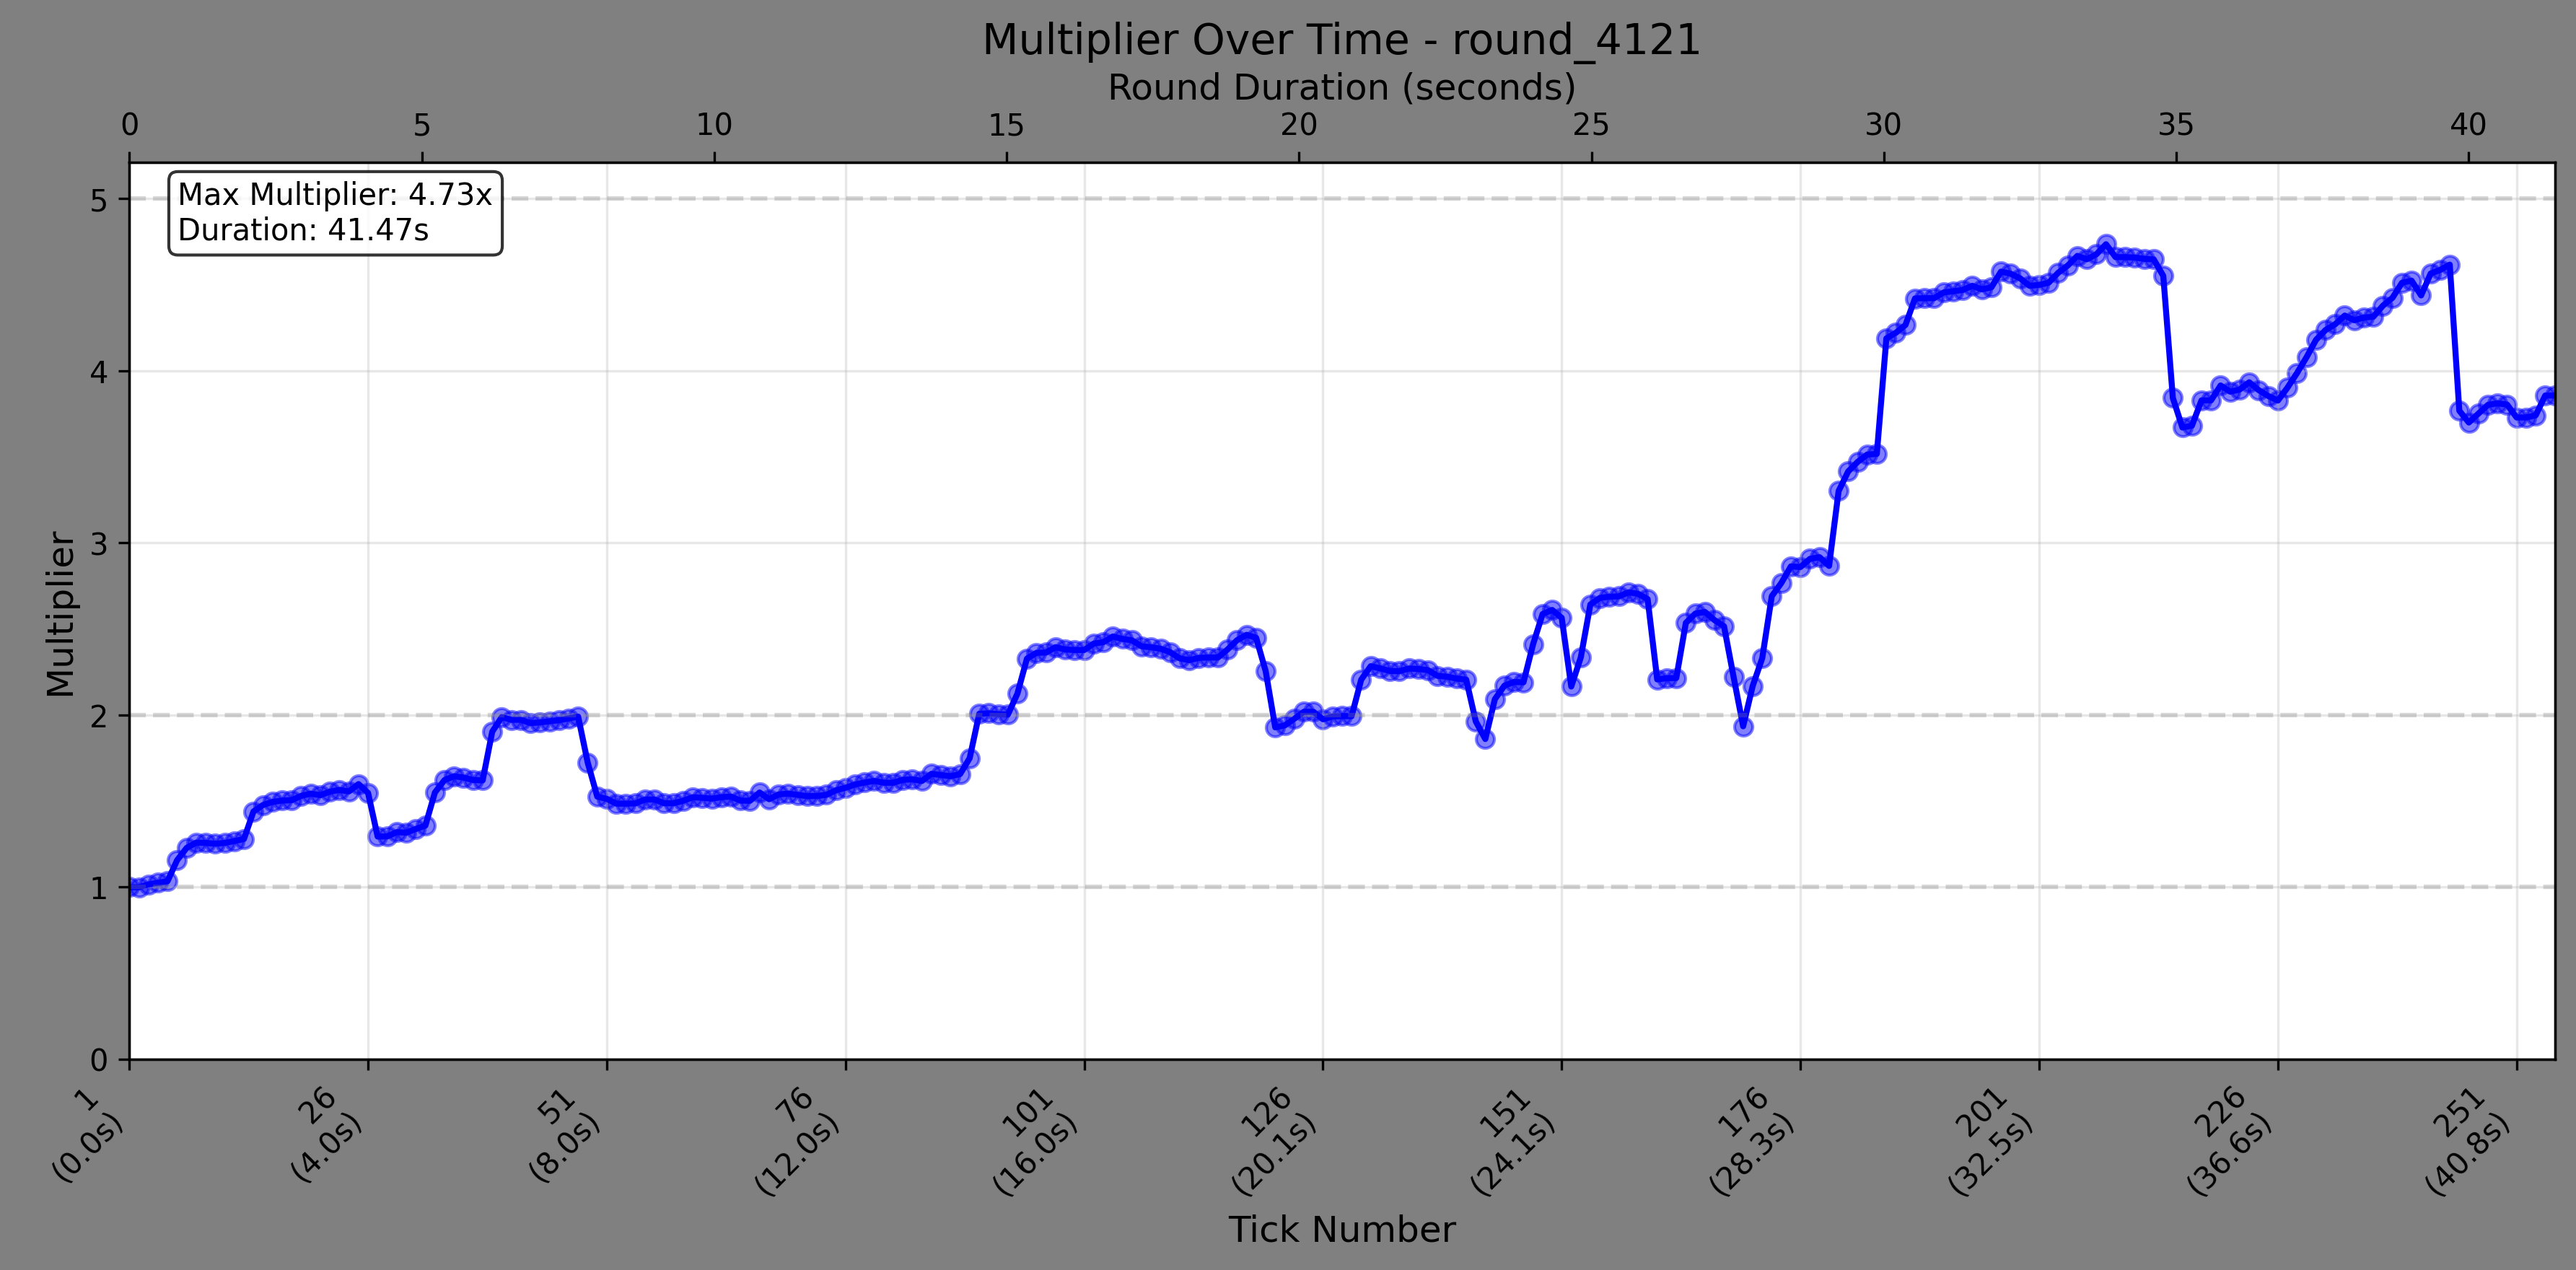 Multiplier Over Time - round_4121
Round Duration (seconds)
0 5 10 15 20 25 30 35 40
Max Multiplier: 4.73x
Duration: 41.47s
Multiplier
5
4
3
2
1
0
1
(0.0s)
26
(4.0s)
51
(8.0s)
76
(12.0s)
101
(16.0s)
126
(20.1s)
151
(24.1s)
176
(28.3s)
201
(32.5s)
226
(36.6s)
251
(40.8s)
Tick Number